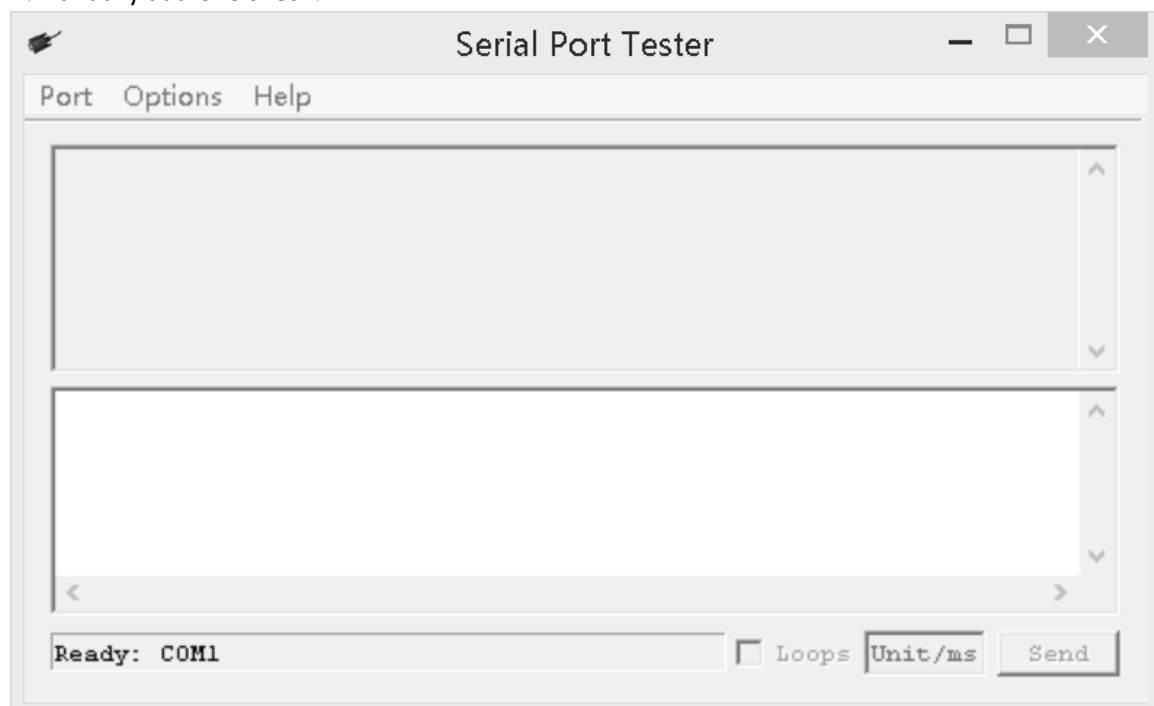 Serial Port Tester
Port Options Help
Ready: COM1
Loops
Unit/ms
Send